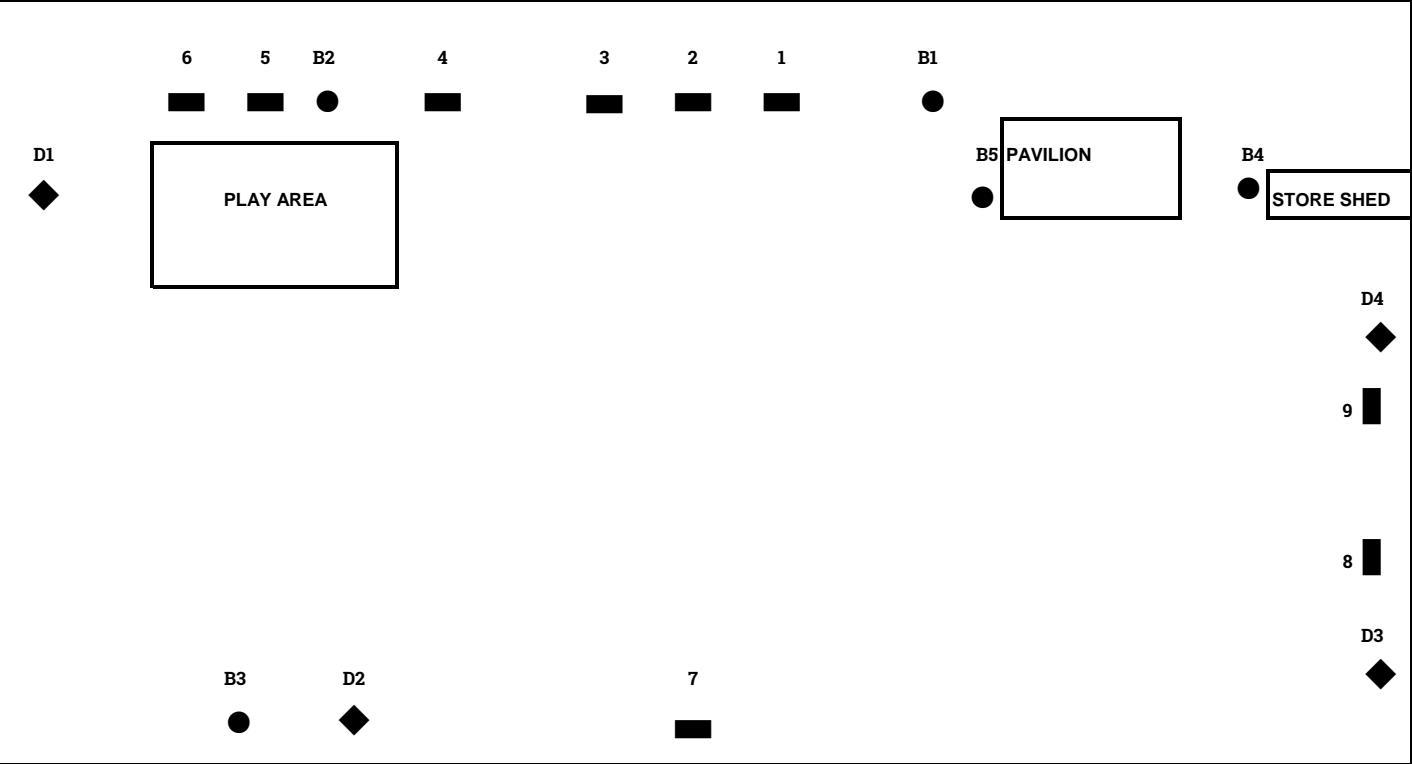 6 5 B2 4 3 2 1 B1
D1 B5 PAVILION B4
PLAY AREA STORE SHED
D4
9
8
D3
B3 D2 7